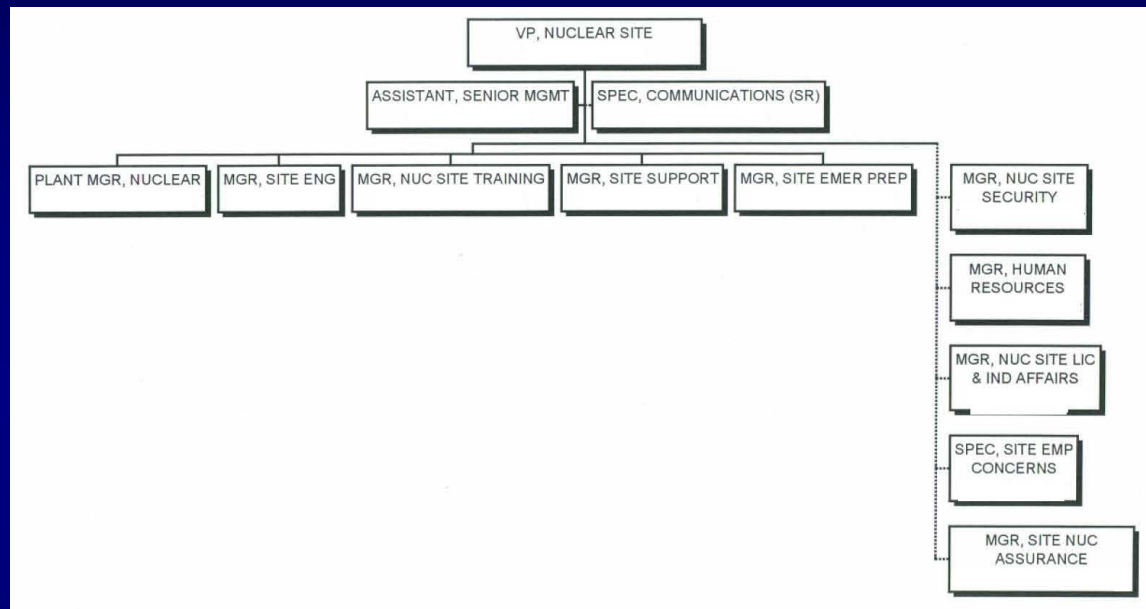 VP, NUCLEAR SITE
ASSISTANT, SENIOR MGMT
SPEC, COMMUNICATIONS (SR)
PLANT MGR, NUCLEAR
MGR, SITE ENG
MGR, NUC SITE TRAINING
MGR, SITE SUPPORT
MGR, SITE EMER PREP
MGR, NUC SITE
SECURITY
MGR, HUMAN
RESOURCES
MGR, NUC SITE LIC
& IND AFFAIRS
SPEC, SITE EMP
CONCERNS
MGR, SITE NUC
ASSURANCE